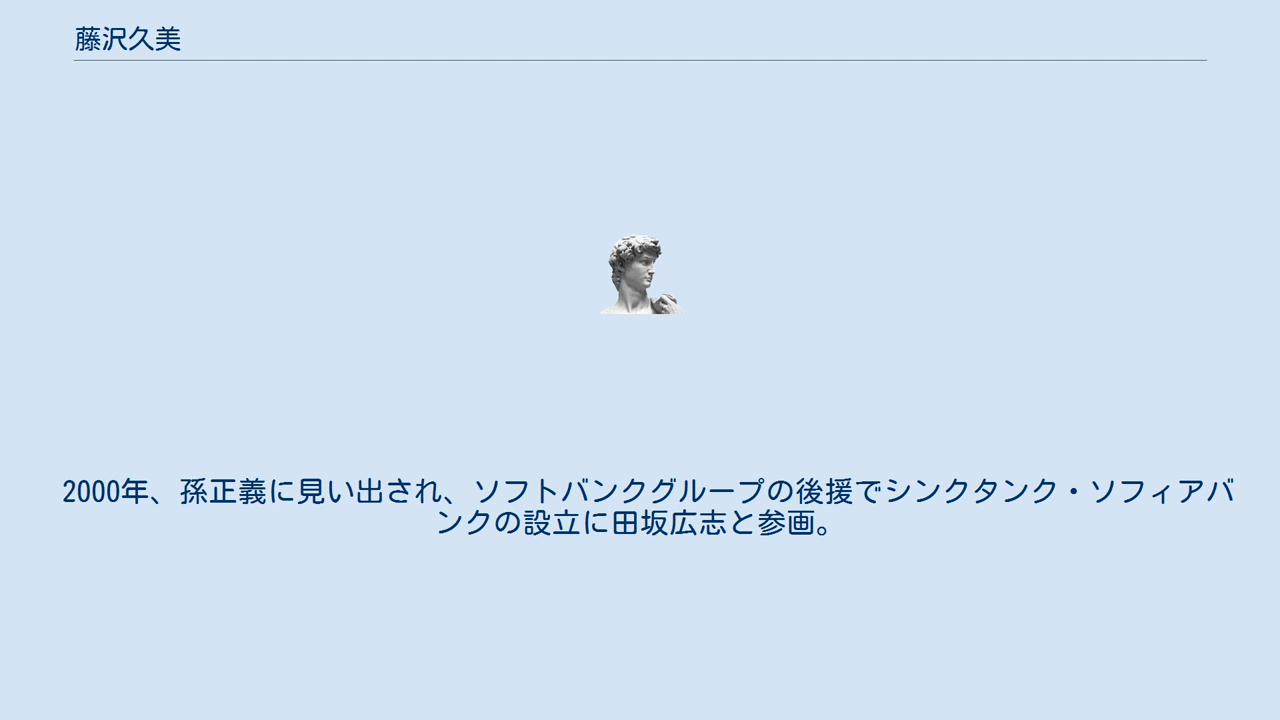 藤沢久美
2000年、孫正義に見い出され、ソフトバンクグループの後援でシンクタンク・ソフィアバ
ンクの設立に田坂広志と参画。